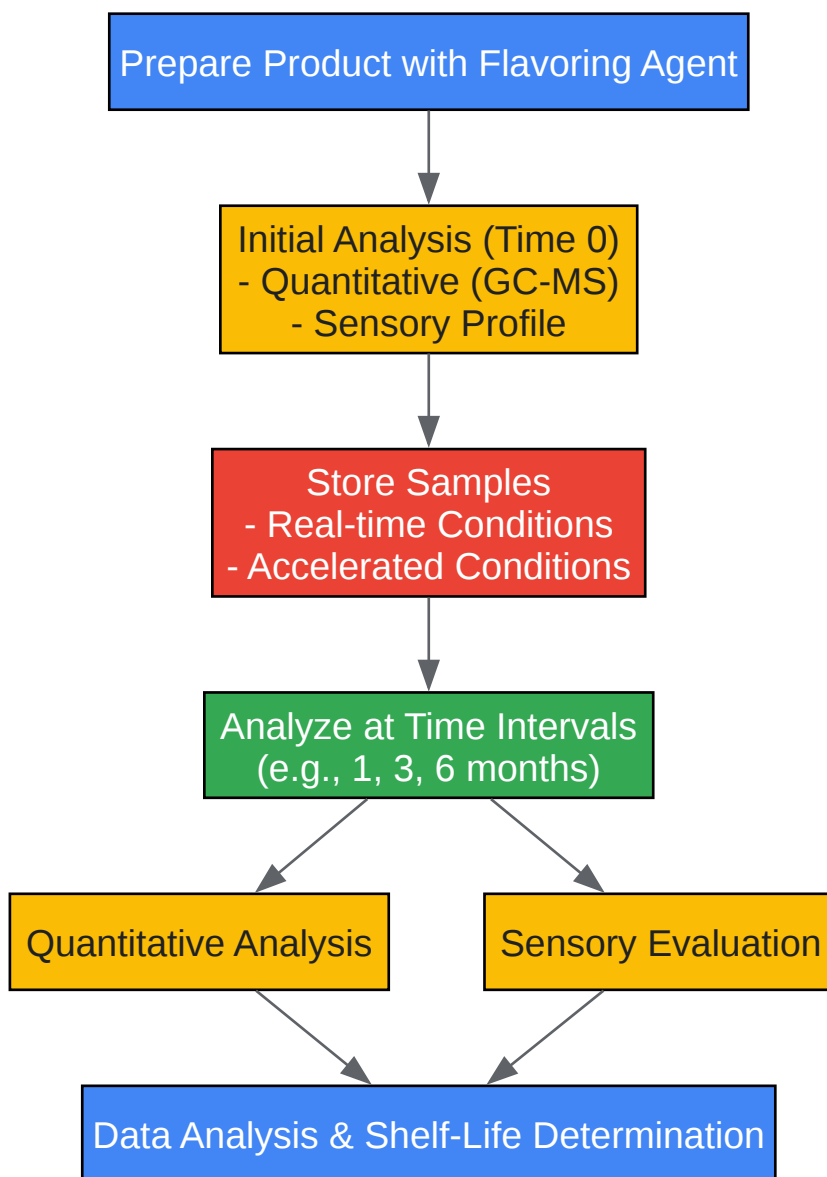 Prepare Product with Flavoring Agent
Initial Analysis (Time 0)
- Quantitative (GC-MS)
- Sensory Profile
Store Samples
- Real-time Conditions
- Accelerated Conditions
Analyze at Time Intervals
(e.g., 1, 3, 6 months)
Quantitative Analysis
Sensory Evaluation
Data Analysis & Shelf-Life Determination